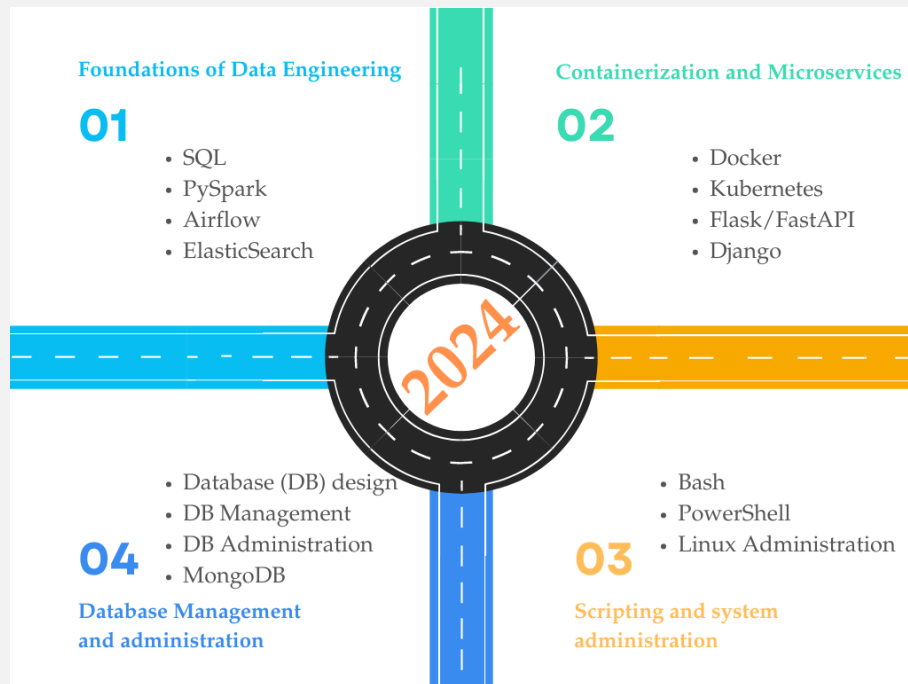 Foundations of Data Engineering
01
• SQL
• PySpark
• Airflow
• ElasticSearch
Containerization and Microservices
02
• Docker
• Kubernetes
• Flask/FastAPI
• Django
2024
• Database (DB) design
• DB Management
• DB Administration
• MongoDB
04
Database Management
and administration
• Bash
• PowerShell
• Linux Administration
03
Scripting and system
administration